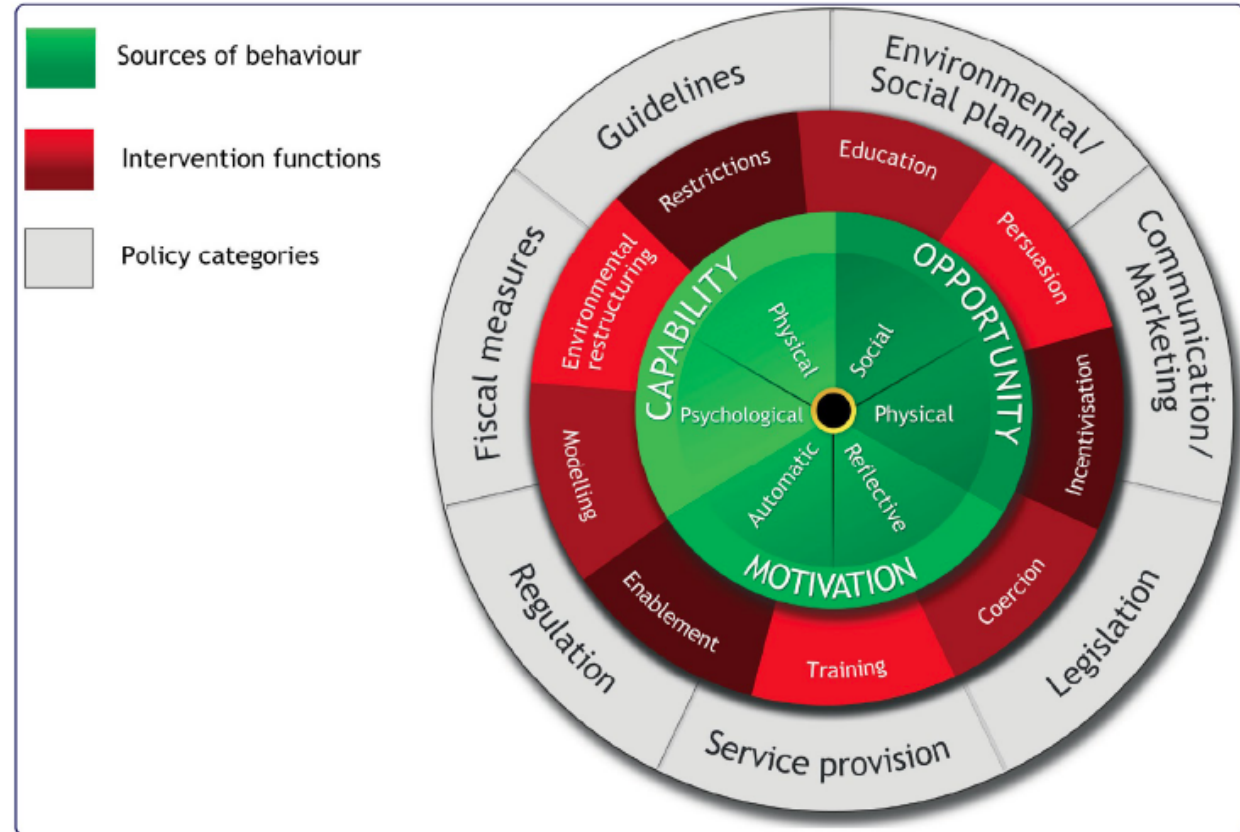 Sources of behaviour
Intervention functions
Policy categories
Environmental/
Social planning
Communication/
Marketing
Legislation
Service provision
Regulation
Fiscal measures
Guidelines
Education
Persuasion
Incentivisation
Coercion
Training
Enablement
Modelling
Environmental
restructuring
Restrictions
CAPABILITY
OPPORTUNITY
MOTIVATION
Physical
Social
Psychological
Physical
Automatic
Reflective